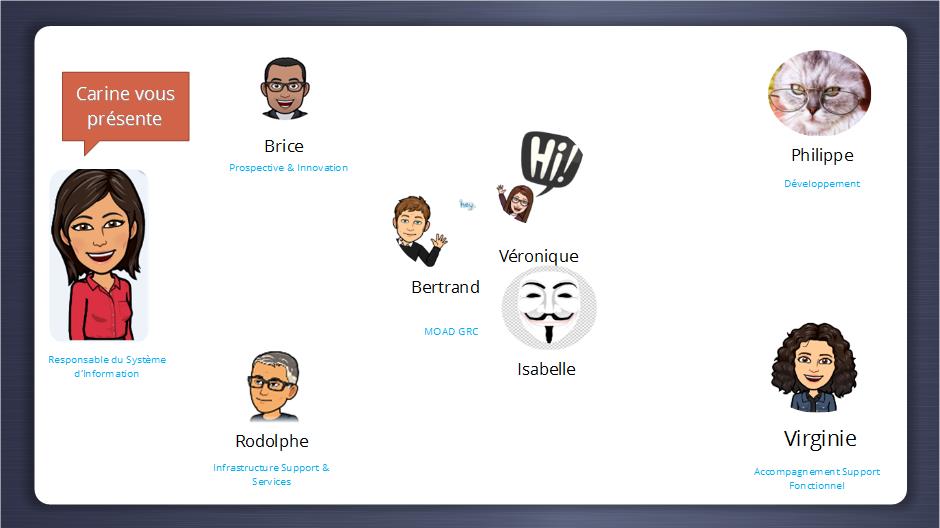 Carine vous
présente
Responsable du Système
d'Information
Brice
Prospective & Innovation
Rodolphe
Infrastructure Support &
Services
hey.
Bertrand
MOAD GRC
Hi!
Véronique
Isabelle
Philippe
Développement
Virginie
Accompagnement Support
Fonctionnel